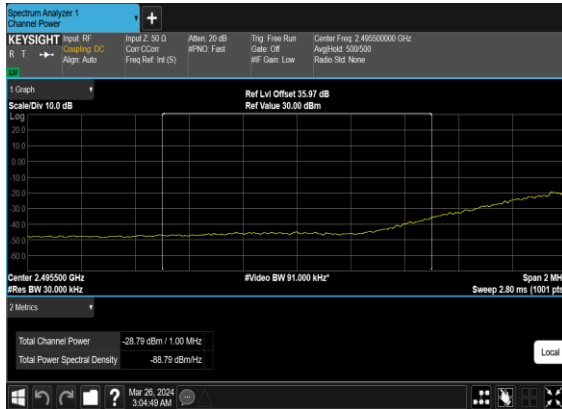 Spectrum Analyzer 1
Channel Power
+
KEYSIGHT
R T
LXI
Input: RF
Coupling: DC
Align: Auto
Input Z: 50 Ω
Corr CCorr
Freq Ref: Int (S)
Atten: 20 dB
#PNO: Fast
Trig: Free Run
Gate: Off
#IF Gain: Low
Center Freq: 2.495500000 GHz
Avg|Hold: 500/500
Radio Std: None
1 Graph
Scale/Div 10.0 dB
Ref Lvl Offset 35.97 dB
Ref Value 30.00 dBm
Log
20.0
10.0
0.00
-10.0
-20.0
-30.0
-40.0
-50.0
-60.0
Center 2.495500 GHz
#Res BW 30.000 kHz
#Video BW 91.000 kHz*
Span 2 MH
Sweep 2.80 ms (1001 pts
2 Metrics
Total Channel Power -28.79 dBm / 1.00 MHz
Total Power Spectral Density -88.79 dBm/Hz
Local
?
Mar 26, 2024
3:04:49 AM